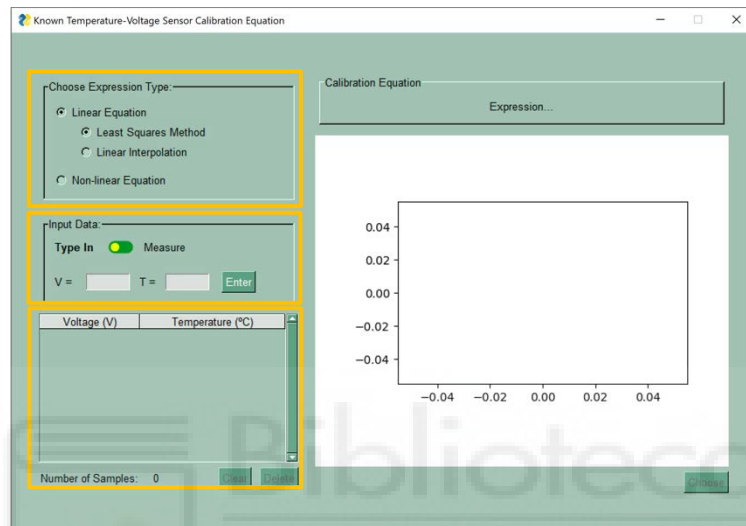 Known Temperature-Voltage Sensor Calibration Equation
Choose Expression Type:
Linear Equation
Least Squares Method
Linear Interpolation
Non-linear Equation
Input Data:
Type In Measure
V = T = Enter
Voltage (V) Temperature (ºC)
Number of Samples: 0 Clear Delete
Calibration Equation
Expression...
0.04
0.02
0.00
−0.02
−0.04
−0.04 −0.02 0.00 0.02 0.04
Choose
Biblioteca